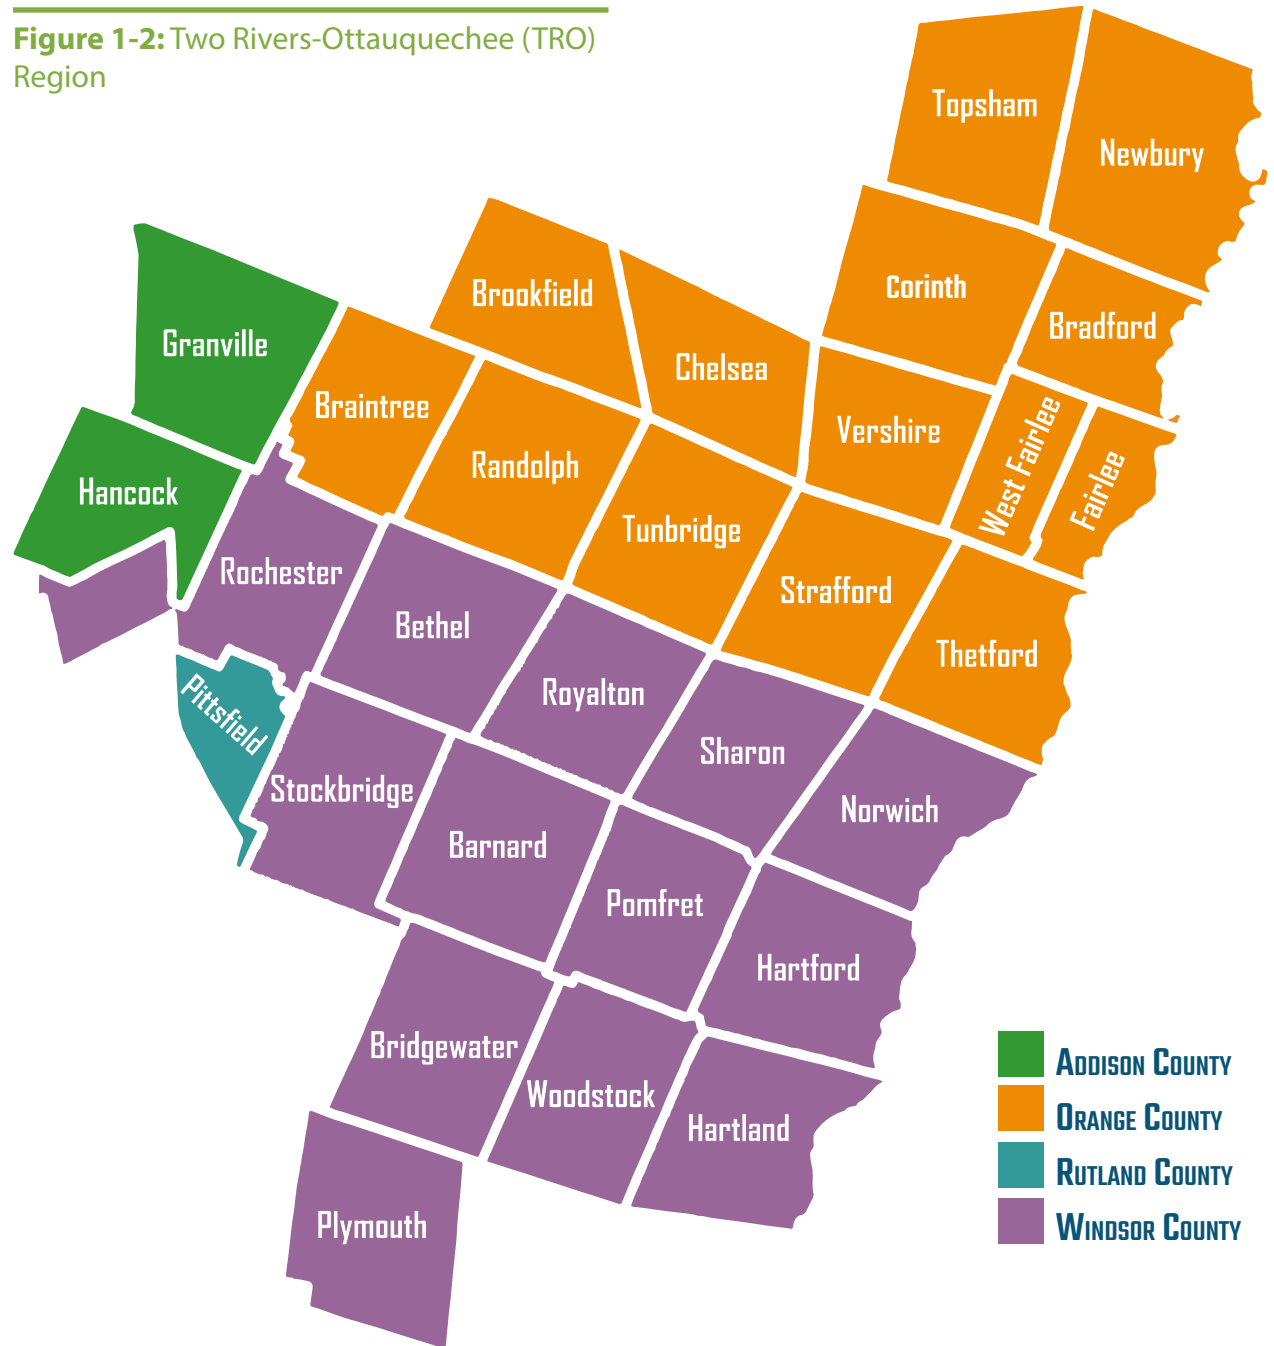 Figure 1-2: Two Rivers-Ottauquechee (TRO)
Region
Topsham
Newbury
Corinth
Brookfield
Bradford
Granville
Chelsea
Braintree
Vershire
West Fairlee
Randolph
Fairlee
Hancock
Tunbridge
Rochester
Strafford
Bethel
Thetford
Royalton
Pittsfield
Sharon
Stockbridge
Norwich
Barnard
Pomfret
Hartford
Bridgewater
Woodstock
Hartland
Plymouth
Addison County
Orange County
Rutland County
Windsor County